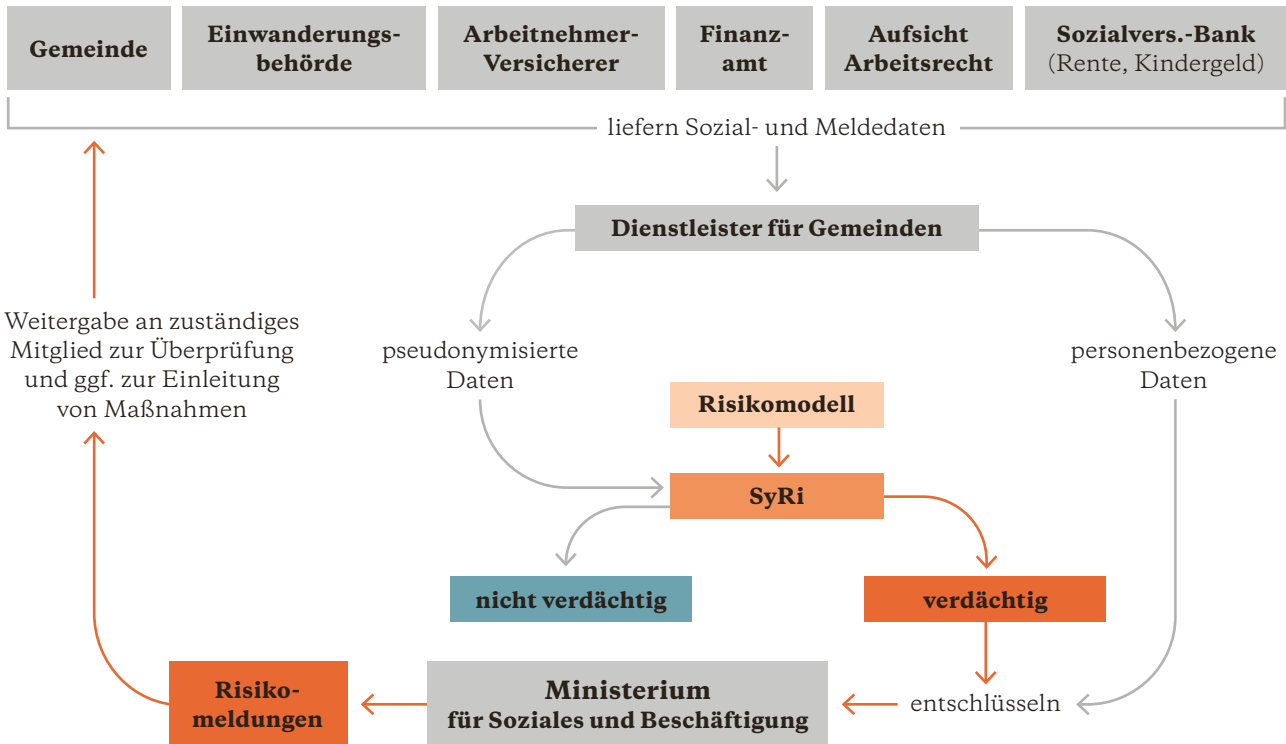 Gemeinde
Einwanderungs-
behörde
Arbeitnehmer-
Versicherer
Finanz-
amt
Aufsicht
Arbeitsrecht
Sozialvers.-Bank
(Rente, Kindergeld)
liefern Sozial- und Meldedaten
Dienstleister für Gemeinden
Weitergabe an zuständiges
Mitglied zur Überprüfung
und ggf. zur Einleitung
von Maßnahmen
pseudonymisierte
Daten
personenbezogene
Daten
Risikomodell
SyRi
nicht verdächtig
verdächtig
Risiko-
meldungen
Ministerium
für Soziales und Beschäftigung
entschlüsseln